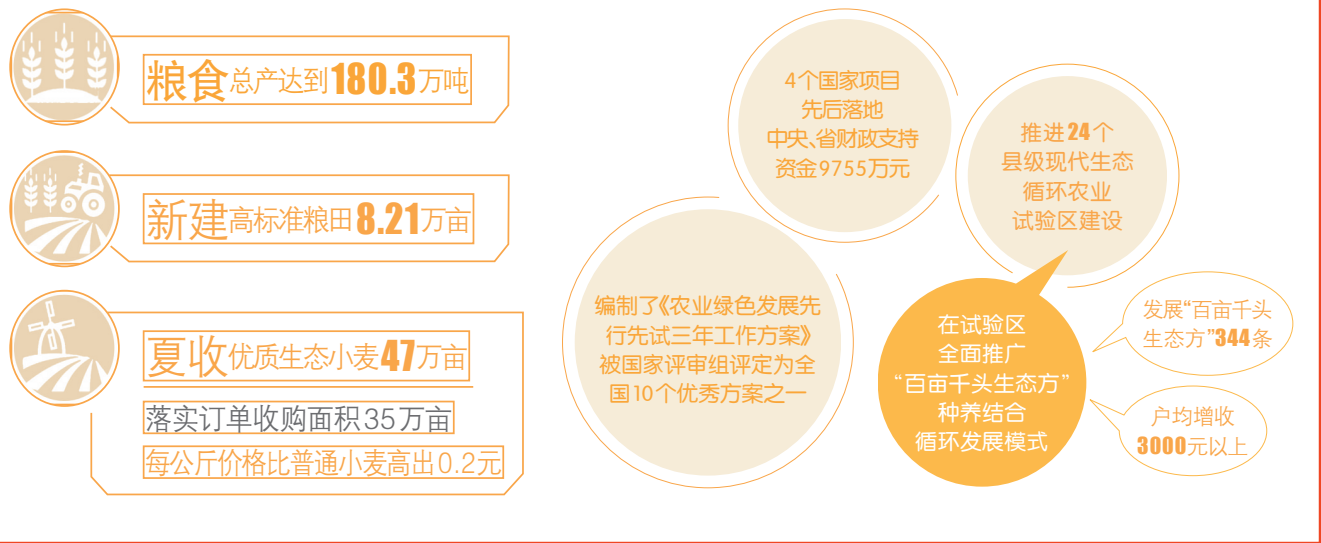 粮食总产达到180.3万吨
新建高标准粮田8.21万亩
夏收优质生态小麦47万亩
落实订单收购面积35万亩
每公斤价格比普通小麦高出0.2元
4个国家项目
先后落地
中央、省财政支持
资金9755万元
推进24个
县级现代生态
循环农业
试验区建设
编制了《农业绿色发展先
行先试三年工作方案》
被国家评审组评定为全
国10个优秀方案之一
在试验区
全面推广
“百亩千头生态方”
种养结合
循环发展模式
发展“百亩千头
生态方”344条
户均增收
3000元以上